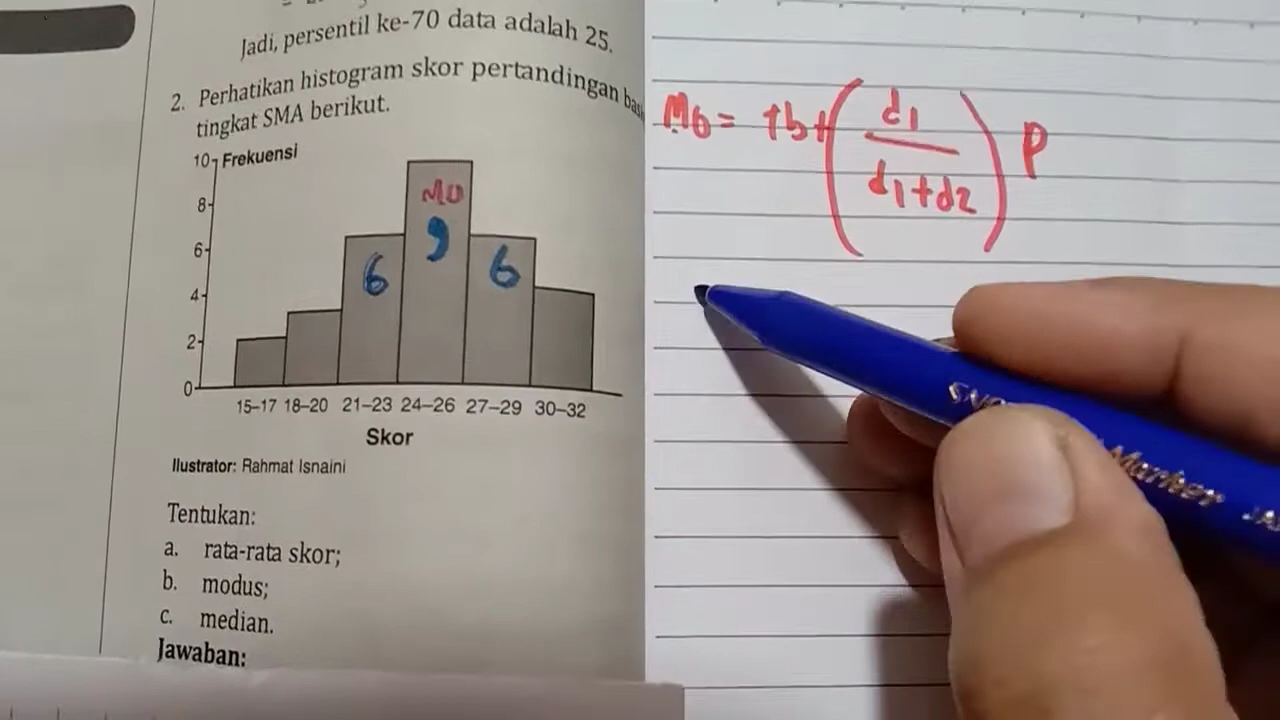 Jadi, persentil ke-70 data adalah 25.
2. Perhatikan histogram skor pertandingan
tingkat SMA berikut.
10 Frekuensi
8
6
4
2
0
MO
6 9 6
15–17 18–20 21–23 24–26 27–29 30–32
Skor
Ilustrator: Rahmat Isnaini
Tentukan:
a. rata-rata skor;
b. modus;
c. median.
Jawaban:
Mo = tb + (d1 / d1+d2) P
Marker